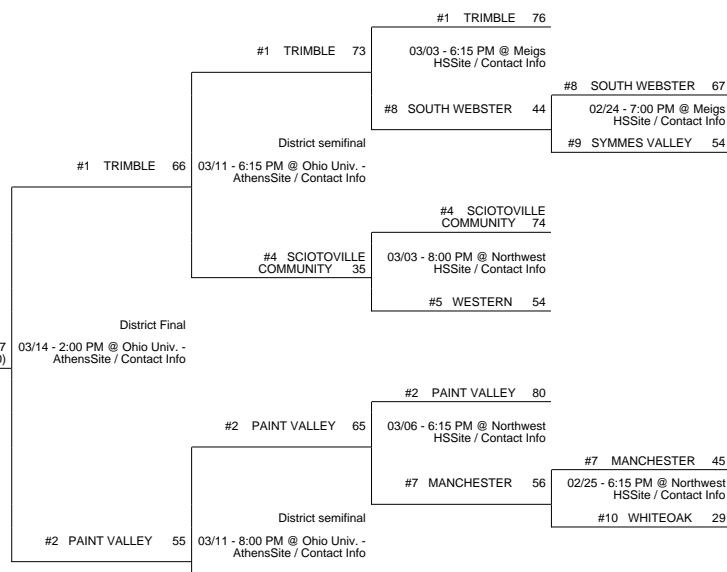 #1 TRIMBLE 76
#1 TRIMBLE 73
03/03 - 6:15 PM @ Meigs
HSSite / Contact Info
#8 SOUTH WEBSTER 67
#8 SOUTH WEBSTER 44
02/24 - 7:00 PM @ Meigs
HSSite / Contact Info
District semifinal
#9 SYMMES VALLEY 54
#1 TRIMBLE 66
03/11 - 6:15 PM @ Ohio Univ. -
AthensSite / Contact Info
#4 SCIOTOVILLE
COMMUNITY 74
#4 SCIOTOVILLE
COMMUNITY 35
03/03 - 8:00 PM @ Northwest
HSSite / Contact Info
#5 WESTERN 54
District Final
7
0)
03/14 - 2:00 PM @ Ohio Univ. -
AthensSite / Contact Info
#2 PAINT VALLEY 80
#2 PAINT VALLEY 65
03/06 - 6:15 PM @ Northwest
HSSite / Contact Info
#7 MANCHESTER 45
#7 MANCHESTER 56
02/25 - 6:15 PM @ Northwest
HSSite / Contact Info
District semifinal
#10 WHITEOAK 29
#2 PAINT VALLEY 55
03/11 - 8:00 PM @ Ohio Univ. -
AthensSite / Contact Info